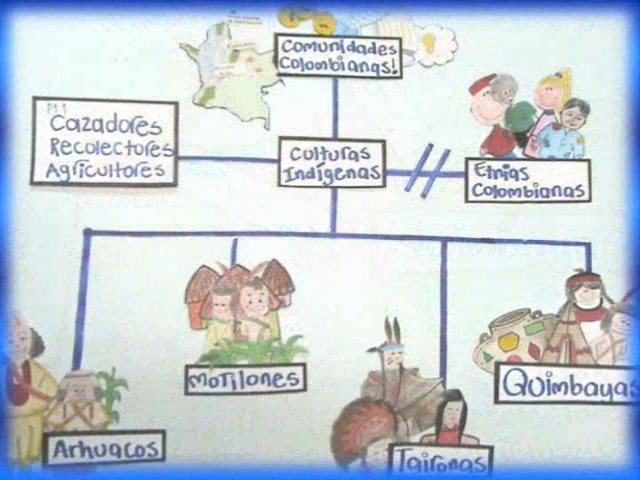 Comunidades
Colombianas!
Cazadores
Recolectores
Agricultores
Culturas
Indígenas
Etnias
Colombianas
Motilones
Quimbayas
Arhuacos
Taironas